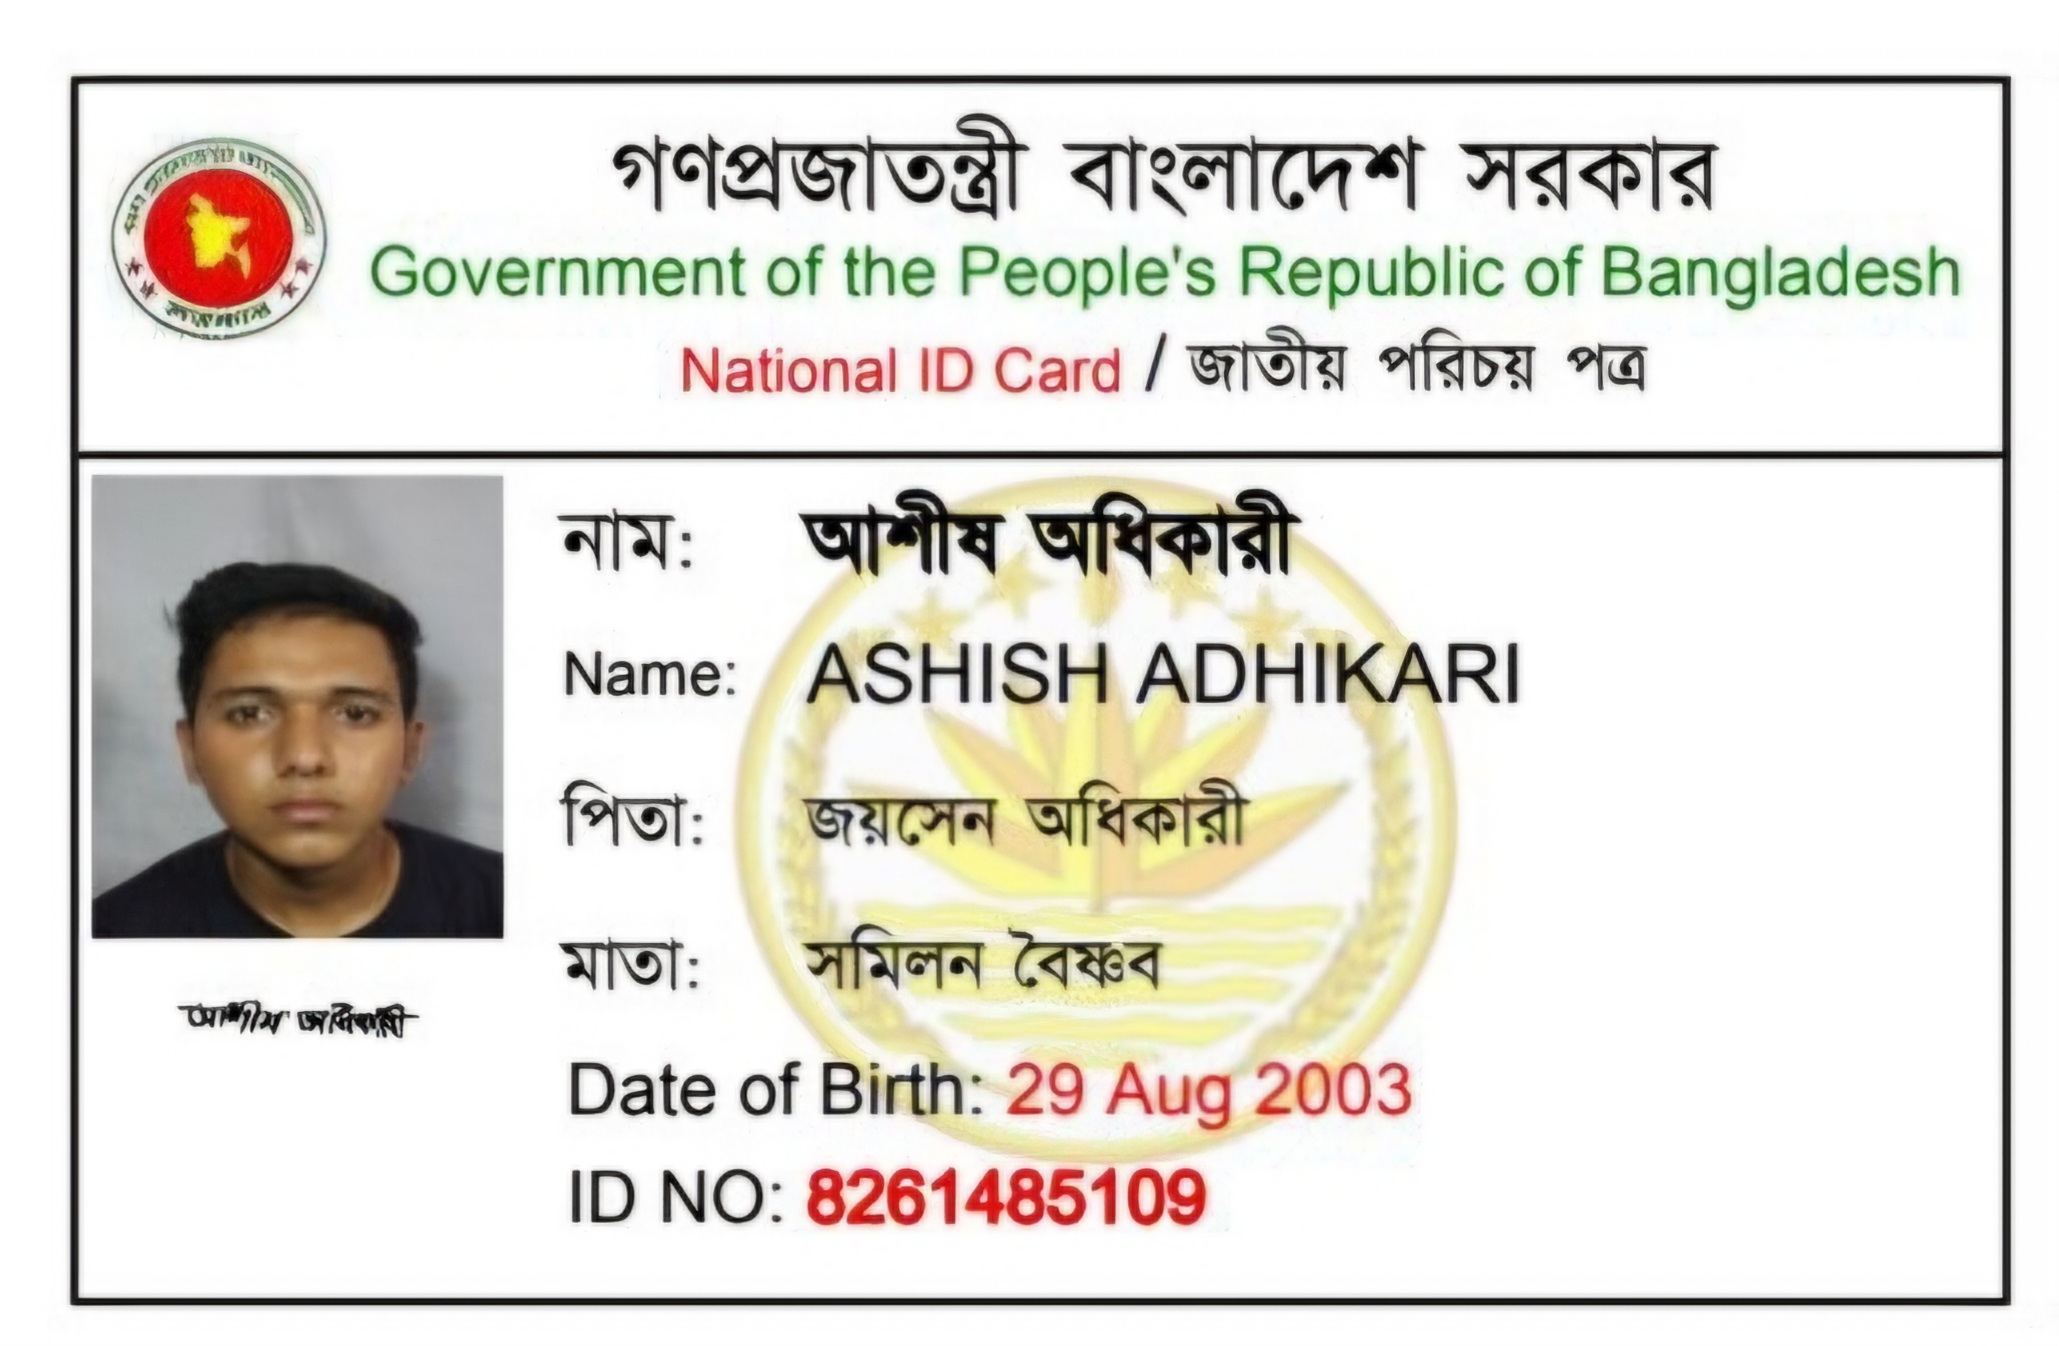 গণপ্রজাতন্ত্রী বাংলাদেশ সরকার
Government of the People's Republic of Bangladesh
National ID Card / জাতীয় পরিচয় পত্র
নাম: আশীষ অধিকারী
Name: ASHISH ADHIKARI
পিতা: জয়সেন অধিকারী
মাতা: সমিলন বৈষ্ণব
আশীষ অধিকারী
Date of Birth: 29 Aug 2003
ID NO: 8261485109